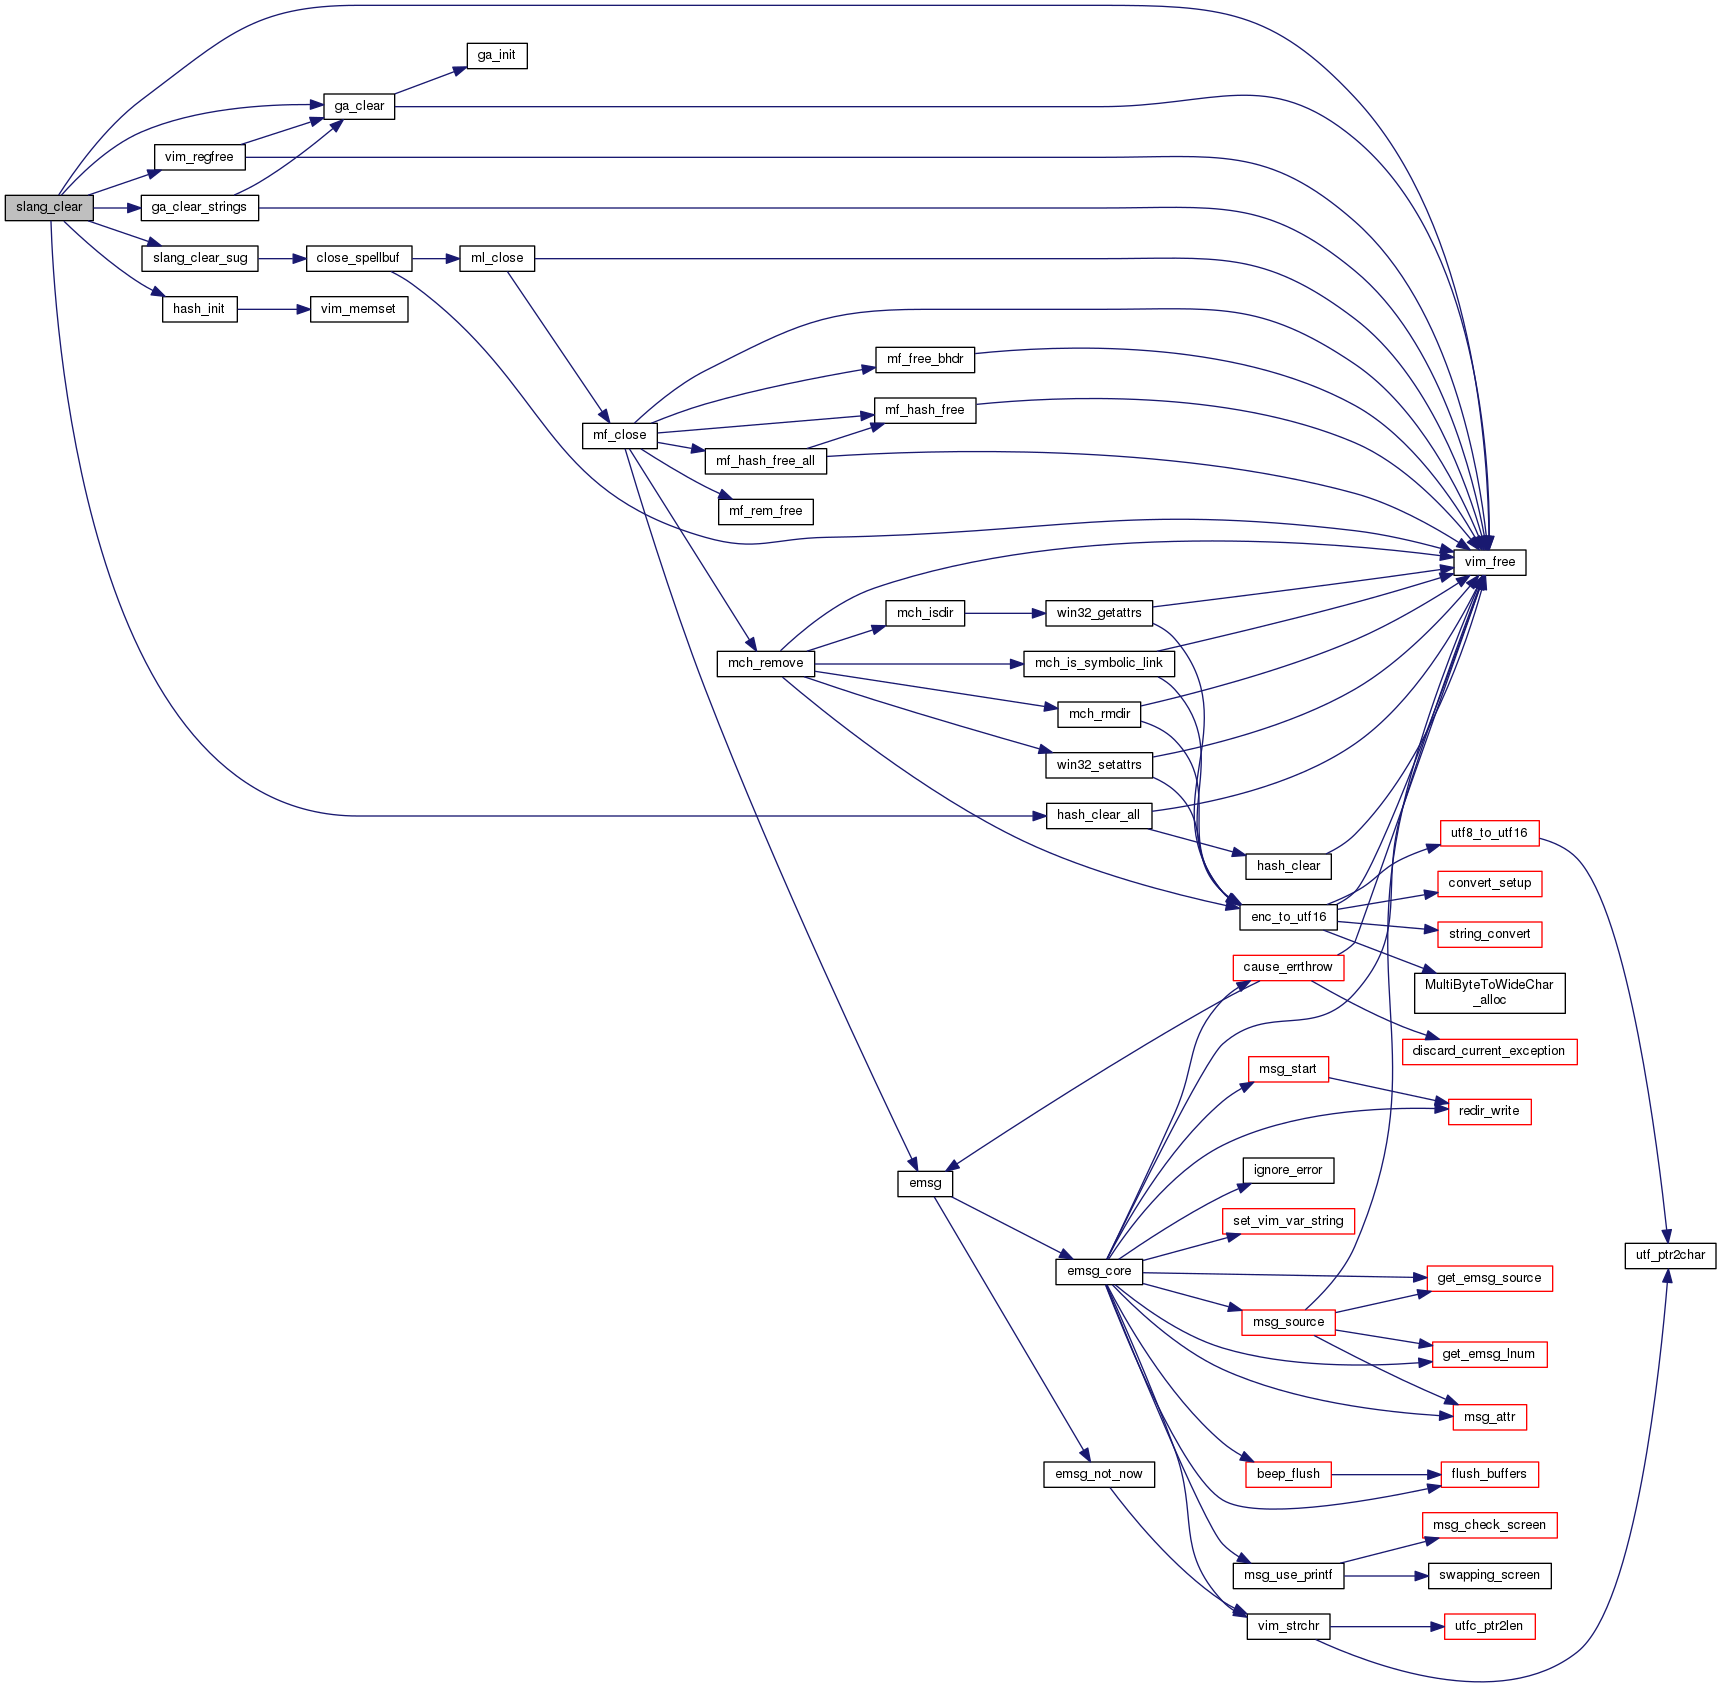 ga_init
ga_clear
vim_regfree
slang_clear
ga_clear_strings
slang_clear_sug
close_spellbuf
ml_close
hash_init
vim_memset
mf_free_bhdr
mf_hash_free
mf_close
mf_hash_free_all
mf_rem_free
vim_free
mch_isdir
win32_getattrs
mch_remove
mch_is_symbolic_link
mch_rmdir
win32_setattrs
hash_clear_all
utf8_to_utf16
hash_clear
convert_setup
enc_to_utf16
string_convert
cause_errthrow
MultiByteToWideChar
_alloc
discard_current_exception
msg_start
redir_write
ignore_error
emsg
set_vim_var_string
utf_ptr2char
emsg_core
get_emsg_source
msg_source
get_emsg_lnum
msg_attr
emsg_not_now
beep_flush
flush_buffers
msg_check_screen
msg_use_printf
swapping_screen
vim_strchr
utfc_ptr2len